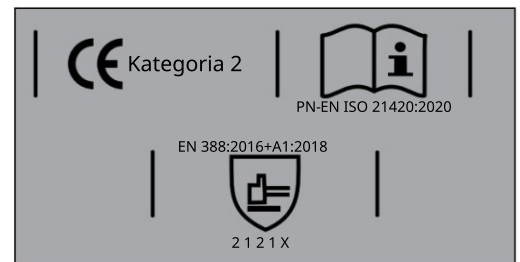 CE Kategoria 2
PN-EN ISO 21420:2020
EN 388:2016+A1:2018
2 1 2 1 X